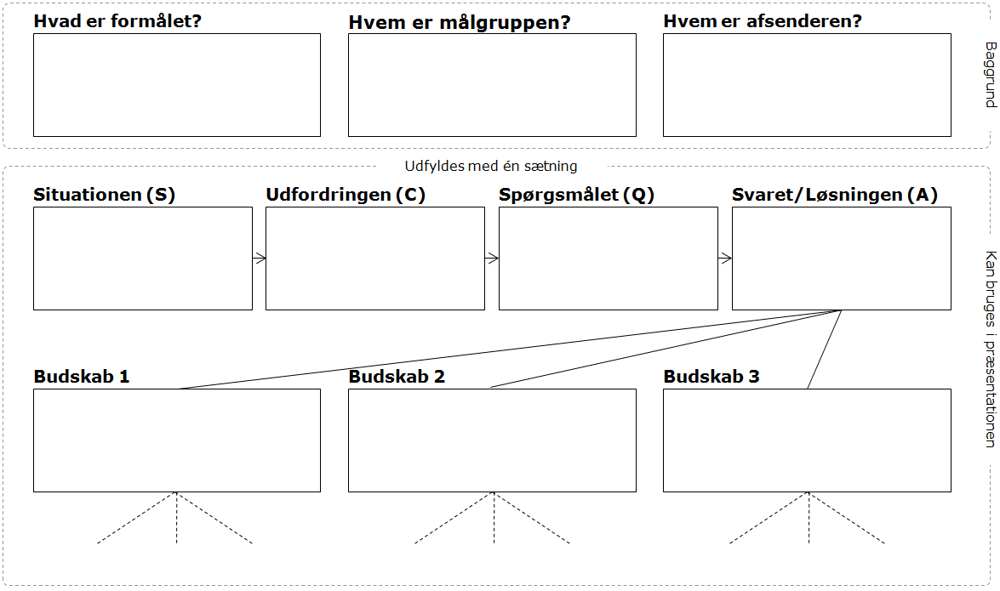 Hvad er formålet?
Hvem er målgruppen?
Hvem er afsenderen?
Baggrund
Udfyldes med én sætning
Situationen (S)
Udfordringen (C)
Spørgsmålet (Q)
Svaret/Løsningen (A)
Kan bruges i præsentationen
Budskab 1
Budskab 2
Budskab 3